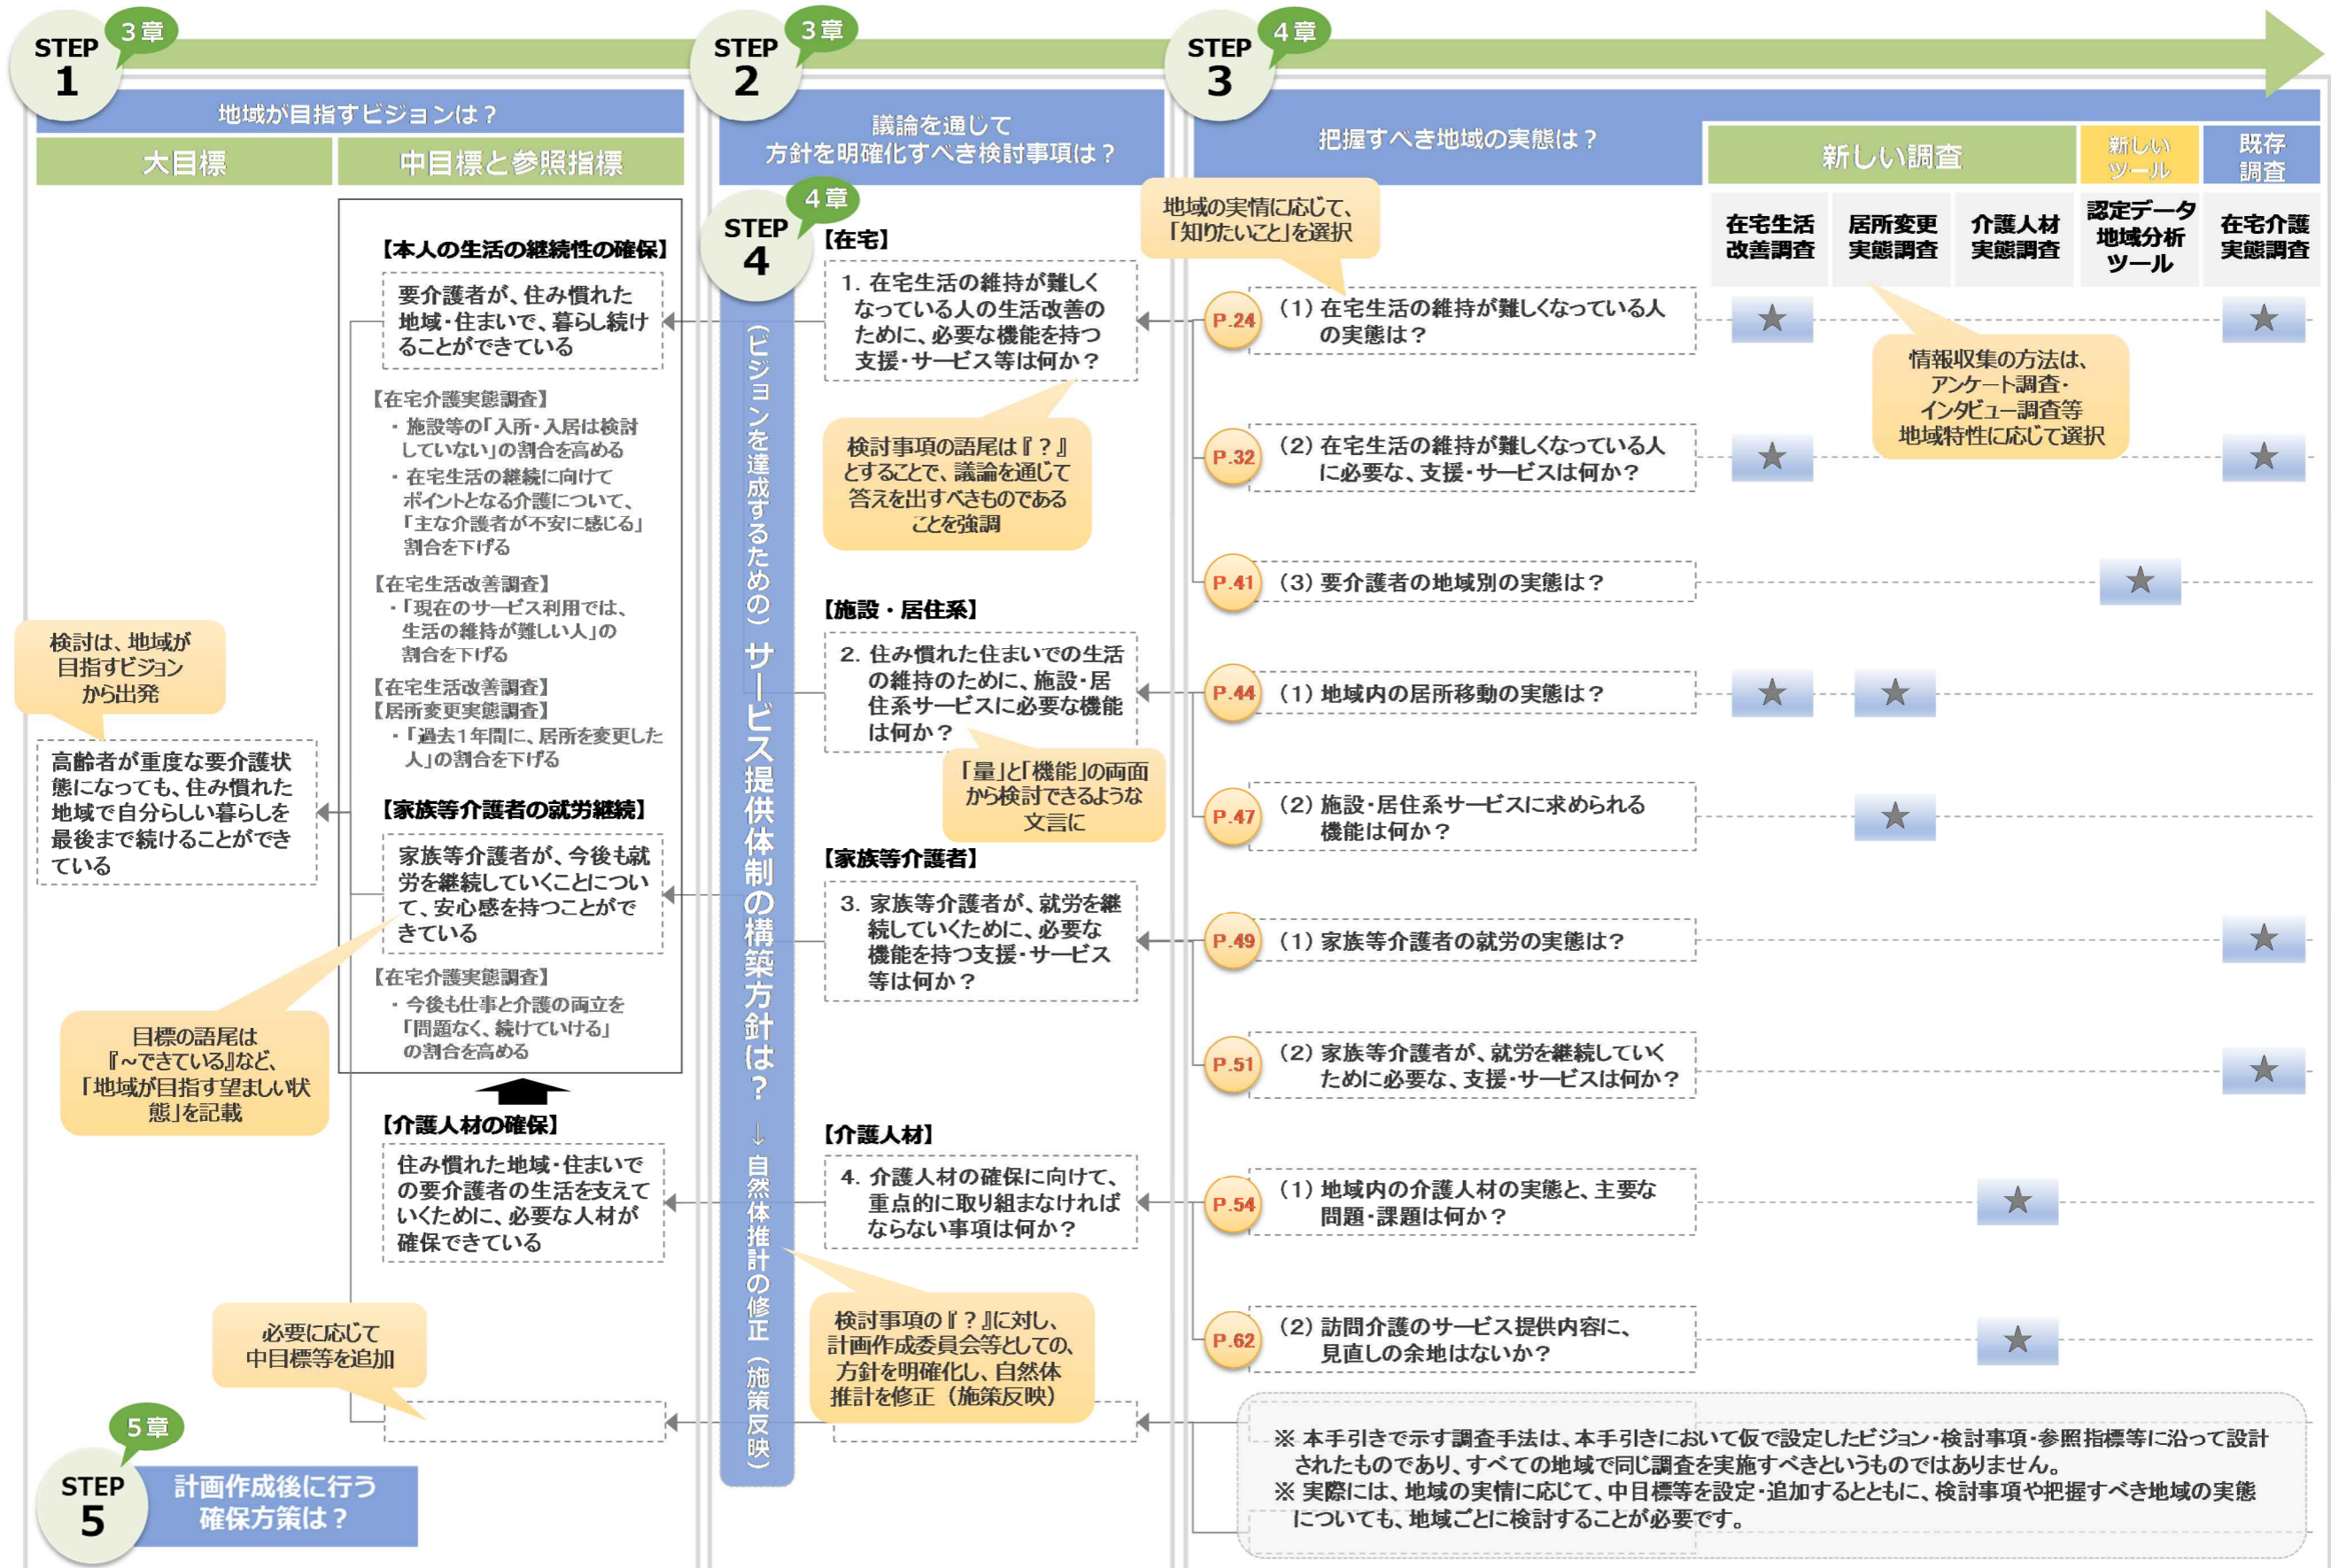 STEP
1
3章
地域が目指すビジョンは？
大目標
中目標と参照指標
【本人の生活の継続性の確保】
要介護者が、住み慣れた
地域・住まいで、暮らし続け
ることができている
【在宅介護実態調査】
・ 施設等の「入所・入居は検討
していない」の割合を高める
・ 在宅生活の継続に向けて
ポイントとなる介護について、
「主な介護者が不安に感じる」
割合を下げる
【在宅生活改善調査】
・「現在のサービス利用では、
生活の維持が難しい人」の
割合を下げる
【在宅生活改善調査】
【居所変更実態調査】
・「過去１年間に、居所を変更した
人」の割合を下げる
検討は、地域が
目指すビジョン
から出発
高齢者が重度な要介護状
態になっても、住み慣れた
地域で自分らしい暮らしを
最後まで続けることができ
ている
【家族等介護者の就労継続】
家族等介護者が、今後も就
労を継続していくことについ
て、安心感を持つことがで
きている
【在宅介護実態調査】
・ 今後も仕事と介護の両立を
「問題なく、続けていける」
の割合を高める
目標の語尾は
『～できている』など、
「地域が目指す望ましい状
態」を記載
【介護人材の確保】
住み慣れた地域・住まいで
の要介護者の生活を支えて
いくために、必要な人材が
確保できている
必要に応じて
中目標等を追加
STEP
5
5章
計画作成後に行う
確保方策は？
STEP
2
3章
議論を通じて
方針を明確化すべき検討事項は？
STEP
4
4章
（ビジョンを達成するための）サービス提供体制の構築方針は？ → 自然体推計の修正（施策反映）
【在宅】
1. 在宅生活の維持が難しく
なっている人の生活改善の
ために、必要な機能を持つ
支援・サービス等は何か？
検討事項の語尾は『？』
とすることで、議論を通じて
答えを出すべきものである
ことを強調
【施設・居住系】
2. 住み慣れた住まいでの生活
の維持のために、施設・居
住系サービスに必要な機能
は何か？
「量」と「機能」の両面
から検討できるような
文言に
【家族等介護者】
3. 家族等介護者が、就労を継
続していくために、必要な
機能を持つ支援・サービス
等は何か？
【介護人材】
4. 介護人材の確保に向けて、
重点的に取り組まなければ
ならない事項は何か？
検討事項の『？』に対し、
計画作成委員会等としての、
方針を明確化し、自然体
推計を修正（施策反映）
STEP
3
4章
把握すべき地域の実態は？
新しい調査
新しい
ツール
既存
調査
在宅生活
改善調査
居所変更
実態調査
介護人材
実態調査
認定データ
地域分析
ツール
在宅介護
実態調査
地域の実情に応じて、
「知りたいこと」を選択
情報収集の方法は、
アンケート調査・
インタビュー調査等
地域特性に応じて選択
P.24
（1）在宅生活の維持が難しくなっている人
の実態は？
★ ★
P.32
（2）在宅生活の維持が難しくなっている人
に必要な、支援・サービスは何か？
★ ★
P.41
（3）要介護者の地域別の実態は？
★
P.44
（1）地域内の居所移動の実態は？
★ ★
P.47
（2）施設・居住系サービスに求められる
機能は何か？
★
P.49
（1）家族等介護者の就労の実態は？
★
P.51
（2）家族等介護者が、就労を継続していく
ために必要な、支援・サービスは何か？
★
P.54
（1）地域内の介護人材の実態と、主要な
問題・課題は何か？
★
P.62
（2）訪問介護のサービス提供内容に、
見直しの余地はないか？
★
※ 本手引きで示す調査手法は、本手引きにおいて仮で設定したビジョン・検討事項・参照指標等に沿って設計
されたものであり、すべての地域で同じ調査を実施すべきというものではありません。
※ 実際には、地域の実情に応じて、中目標等を設定・追加するとともに、検討事項や把握すべき地域の実態
についても、地域ごとに検討することが必要です。